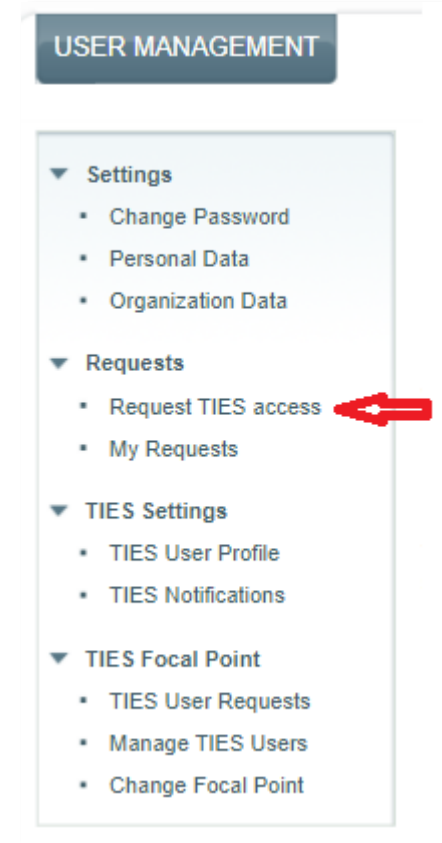 USER MANAGEMENT
Settings
Change Password
Personal Data
Organization Data
Requests
Request TIES access
My Requests
TIES Settings
TIES User Profile
TIES Notifications
TIES Focal Point
TIES User Requests
Manage TIES Users
Change Focal Point